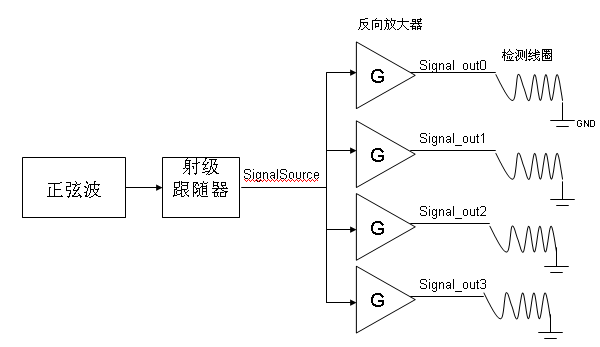 反向放大器
G
Signal_out0
检测线圈
GND
G
Signal_out1
正弦波
射级
跟随器
SignalSource
G
Signal_out2
G
Signal_out3